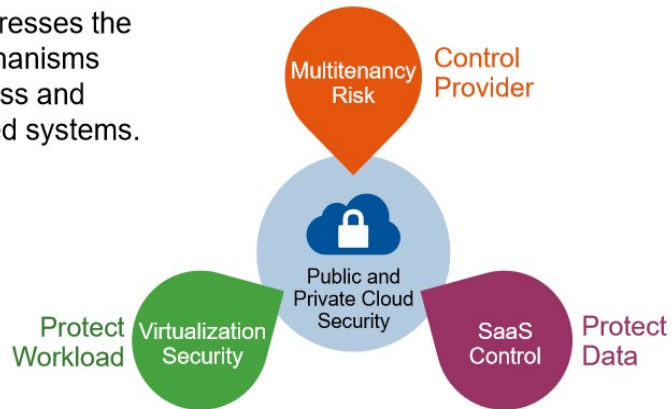 resses the
hanisms
ss and
d systems.
Multitenancy
Risk
Control
Provider
Public and
Private Cloud
Security
Protect
Workload
Virtualization
Security
SaaS
Control
Protect
Data